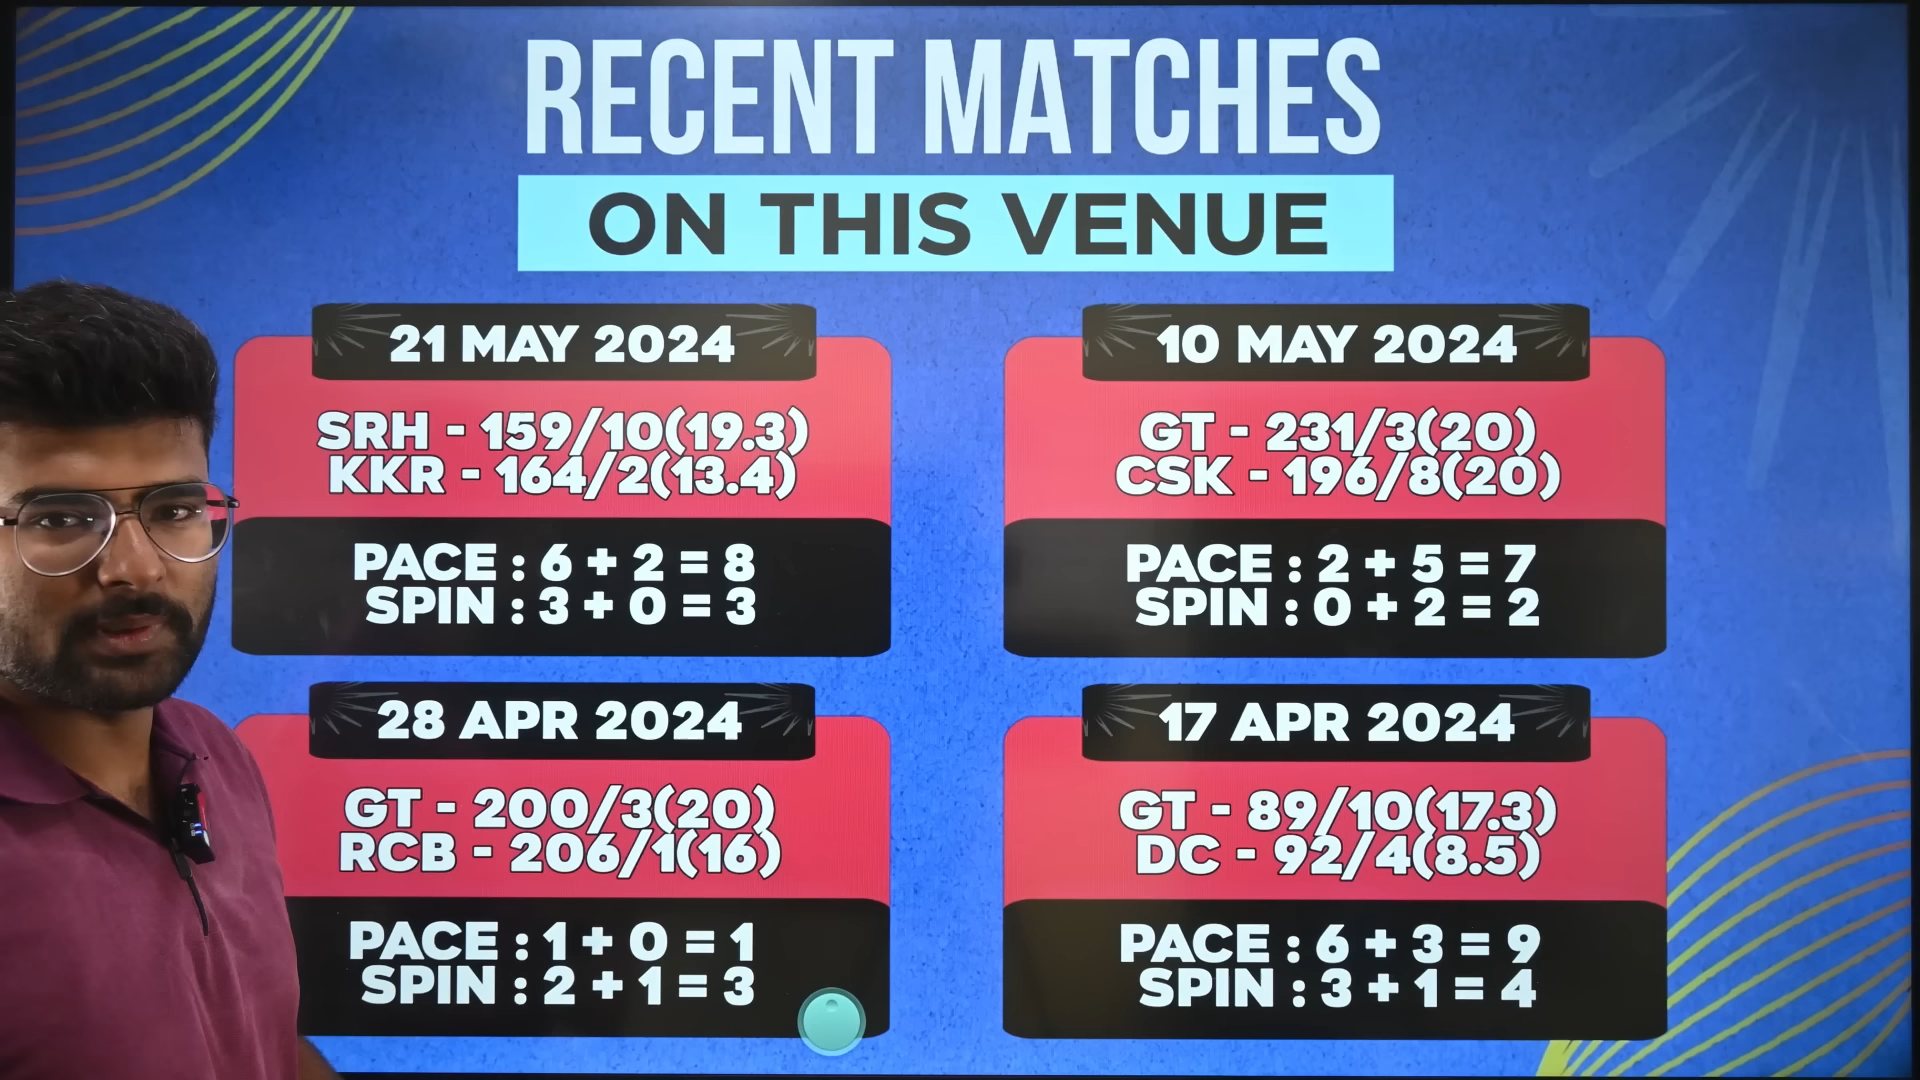 RECENT MATCHES
ON THIS VENUE
21 MAY 2024
SRH - 159/10(19.3)
KKR - 164/2(13.4)
PACE : 6 + 2 = 8
SPIN : 3 + 0 = 3
10 MAY 2024
GT - 231/3(20)
CSK - 196/8(20)
PACE : 2 + 5 = 7
SPIN : 0 + 2 = 2
28 APR 2024
GT - 200/3(20)
RCB - 206/1(16)
PACE : 1 + 0 = 1
SPIN : 2 + 1 = 3
17 APR 2024
GT - 89/10(17.3)
DC - 92/4(8.5)
PACE : 6 + 3 = 9
SPIN : 3 + 1 = 4